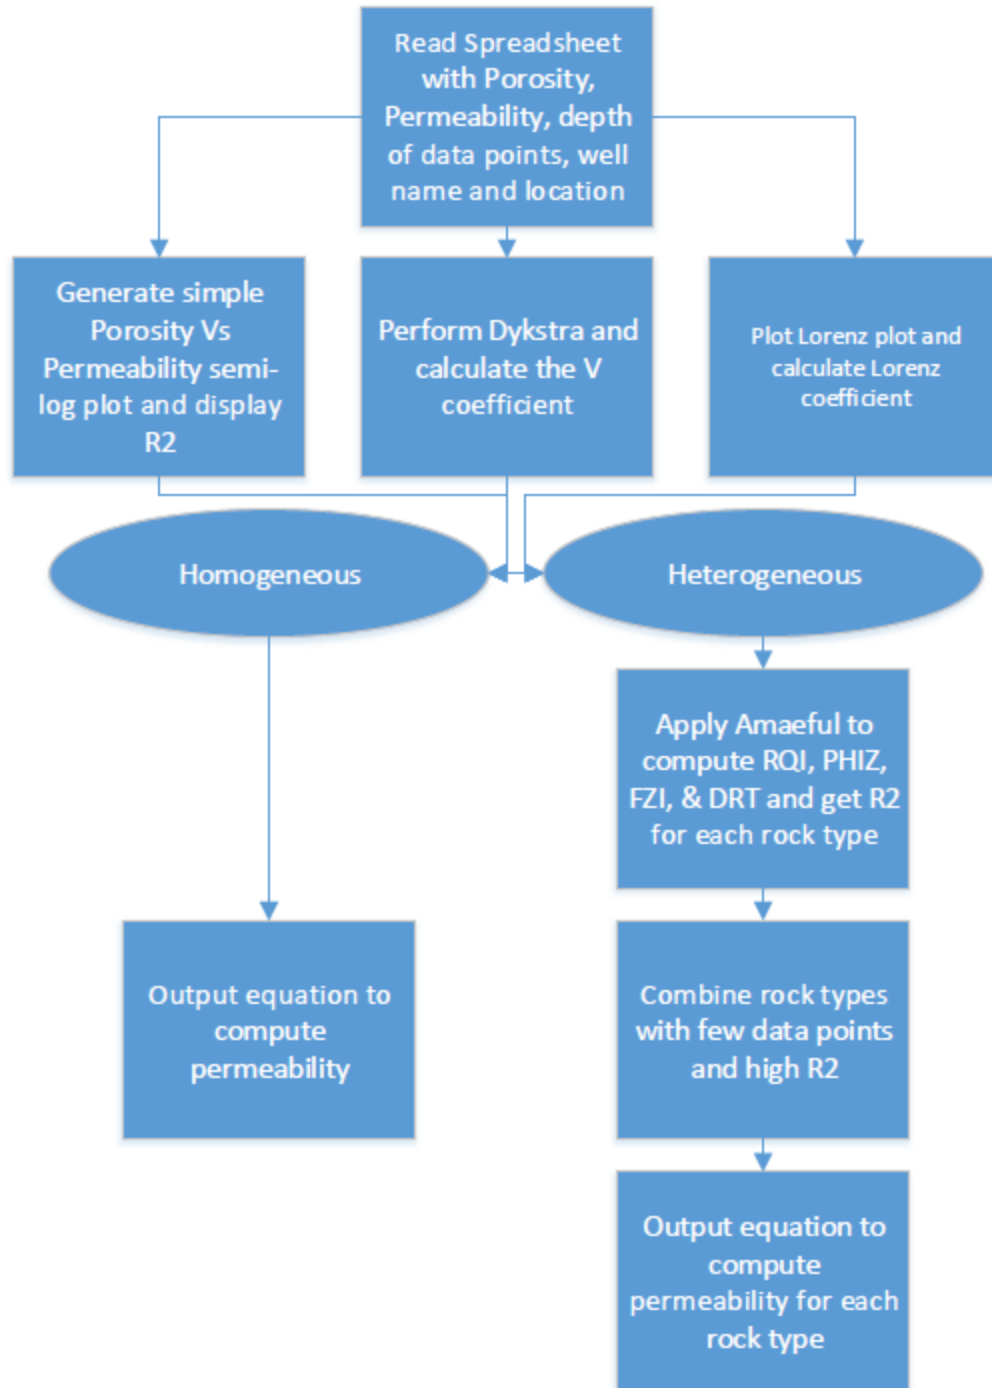 Read Spreadsheet
with Porosity,
Permeability, depth
of data points, well
name and location
Generate simple
Porosity Vs
Permeability semi-
log plot and display
R2
Perform Dykstra and
calculate the V
coefficient
Plot Lorenz plot and
calculate Lorenz
coefficient
Homogeneous
Heterogeneous
Apply Amaeful to
compute RQI, PHIZ,
FZI, & DRT and get R2
for each rock type
Output equation to
compute
permeability
Combine rock types
with few data points
and high R2
Output equation to
compute
permeability for each
rock type